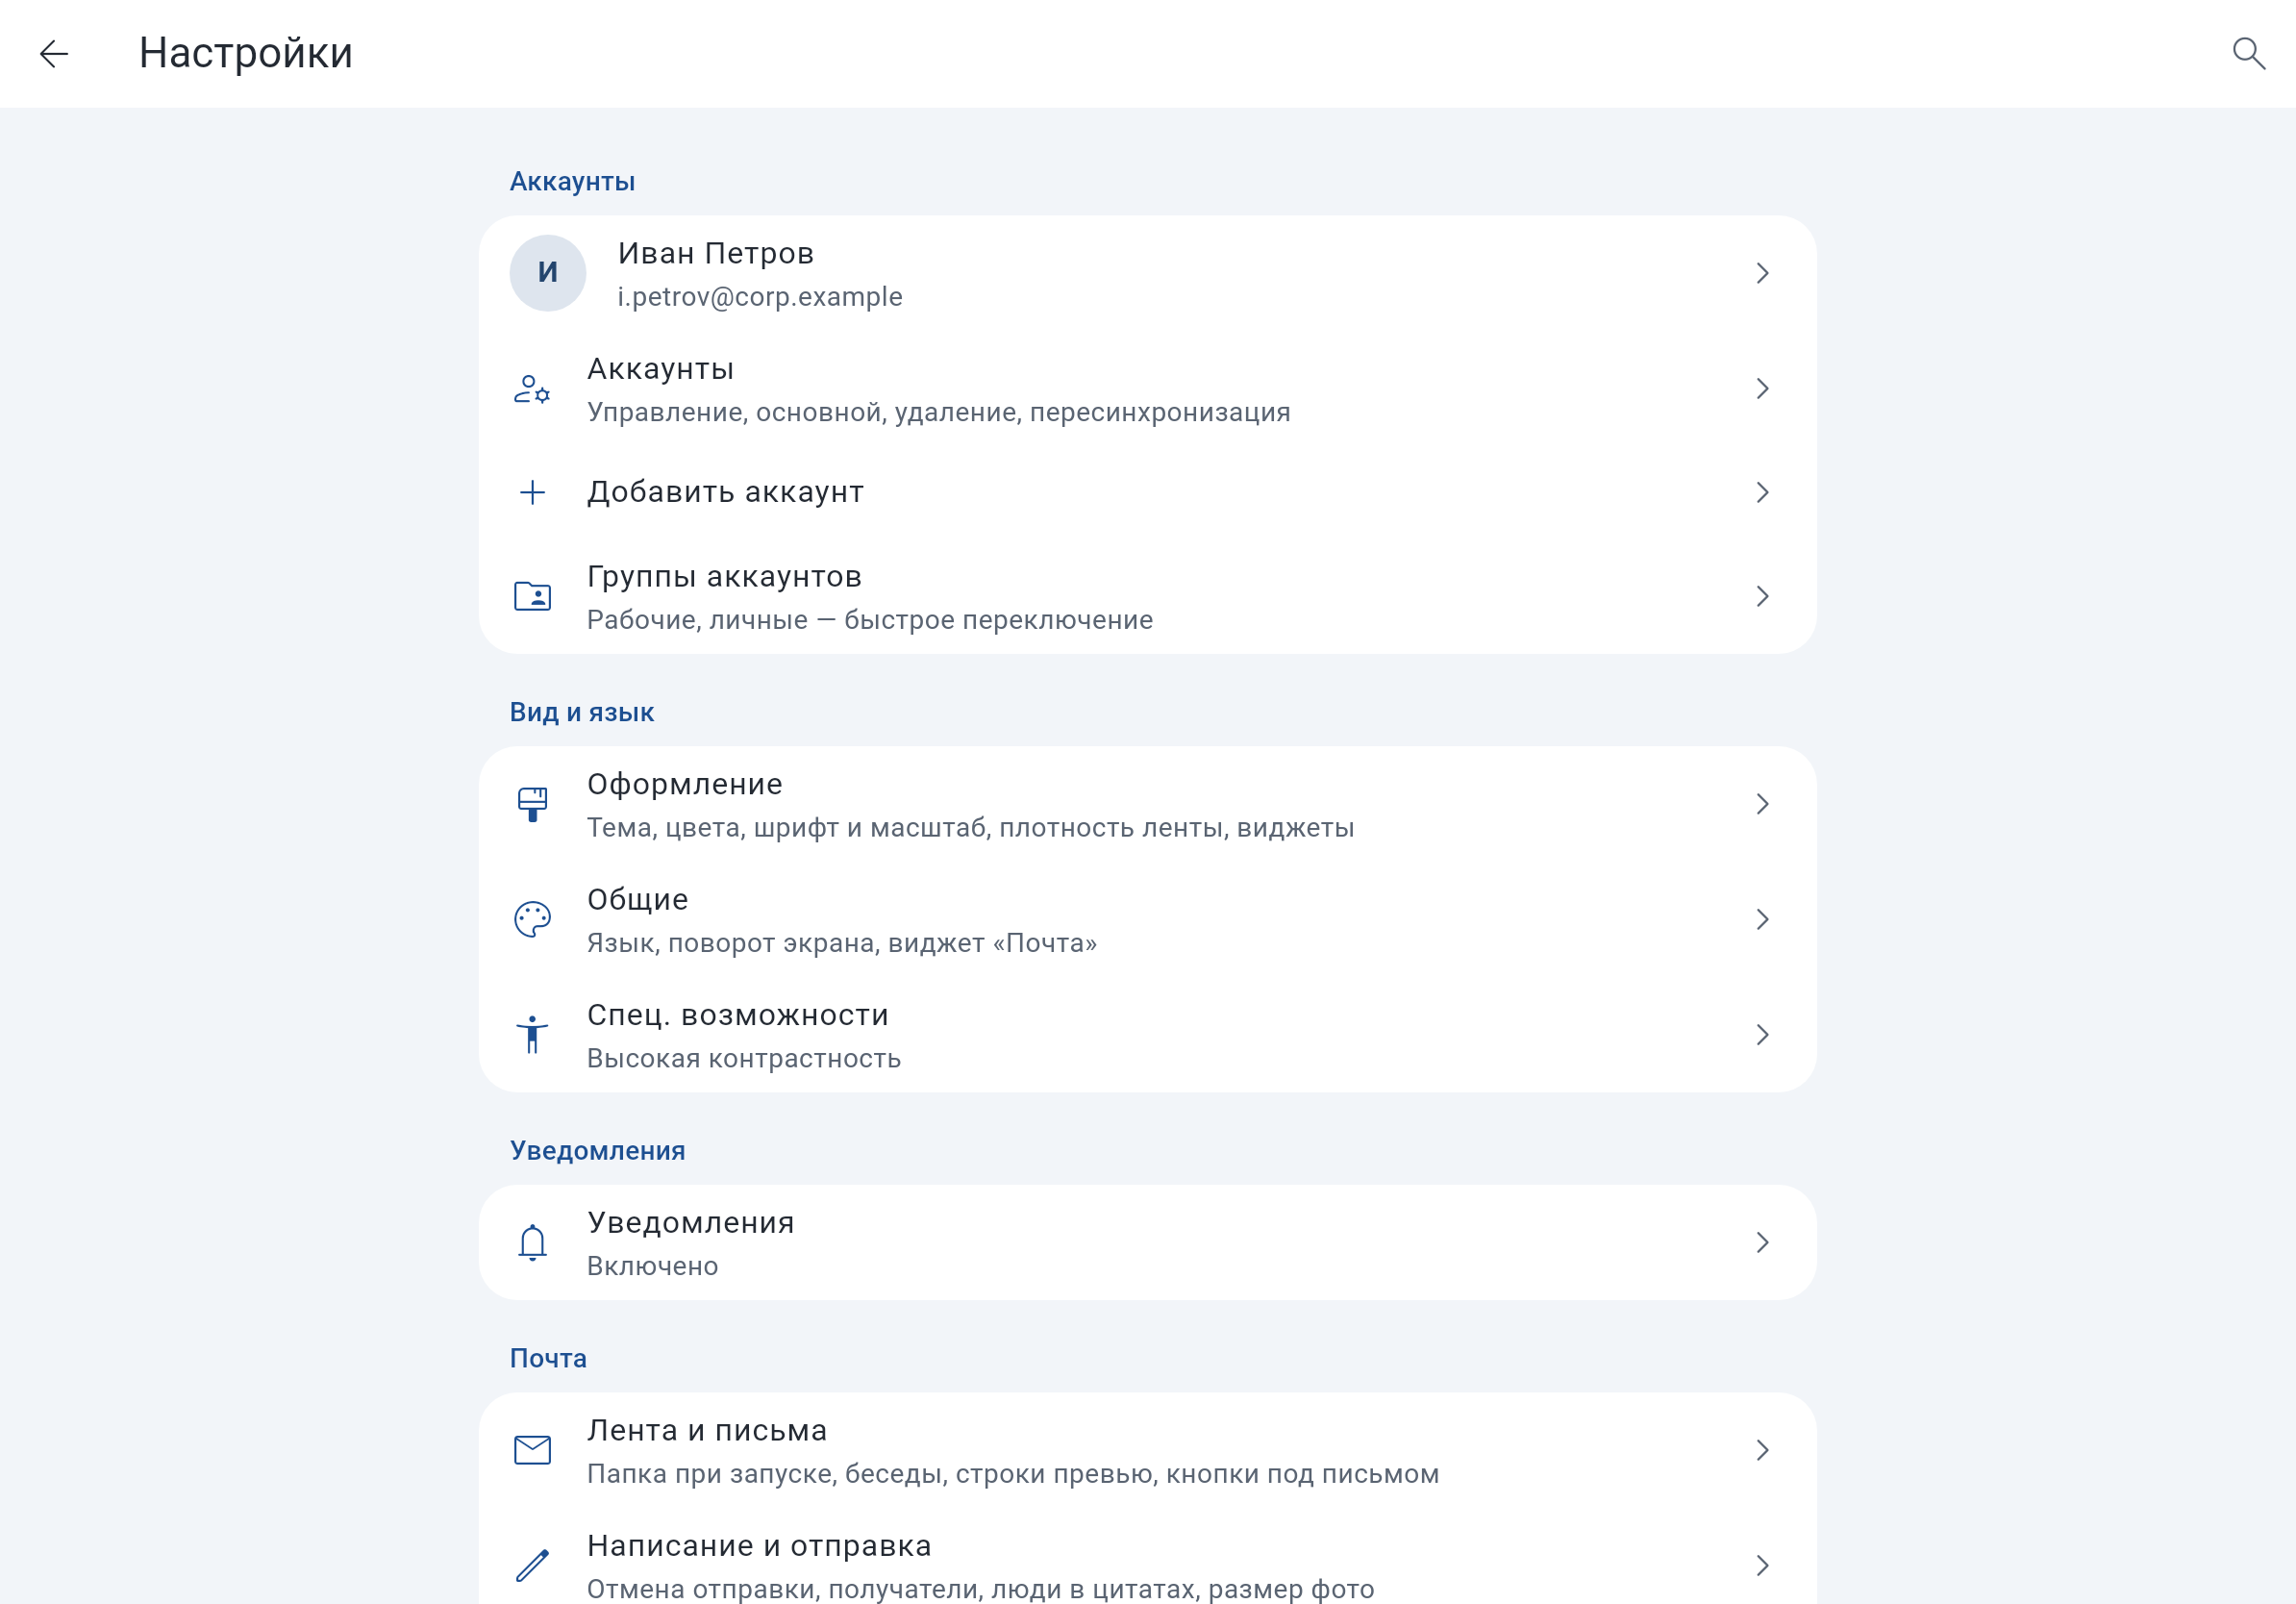 Настройки
Аккаунты
И
Иван Петров
i.petrov@corp.example
Аккаунты
Управление, основной, удаление, пересинхронизация
Добавить аккаунт
Группы аккаунтов
Рабочие, личные — быстрое переключение
Вид и язык
Оформление
Тема, цвета, шрифт и масштаб, плотность ленты, виджеты
Общие
Язык, поворот экрана, виджет «Почта»
Спец. возможности
Высокая контрастность
Уведомления
Уведомления
Включено
Почта
Лента и письма
Папка при запуске, беседы, строки превью, кнопки под письмом
Написание и отправка
Отмена отправки, получатели, люди в цитатах, размер фото